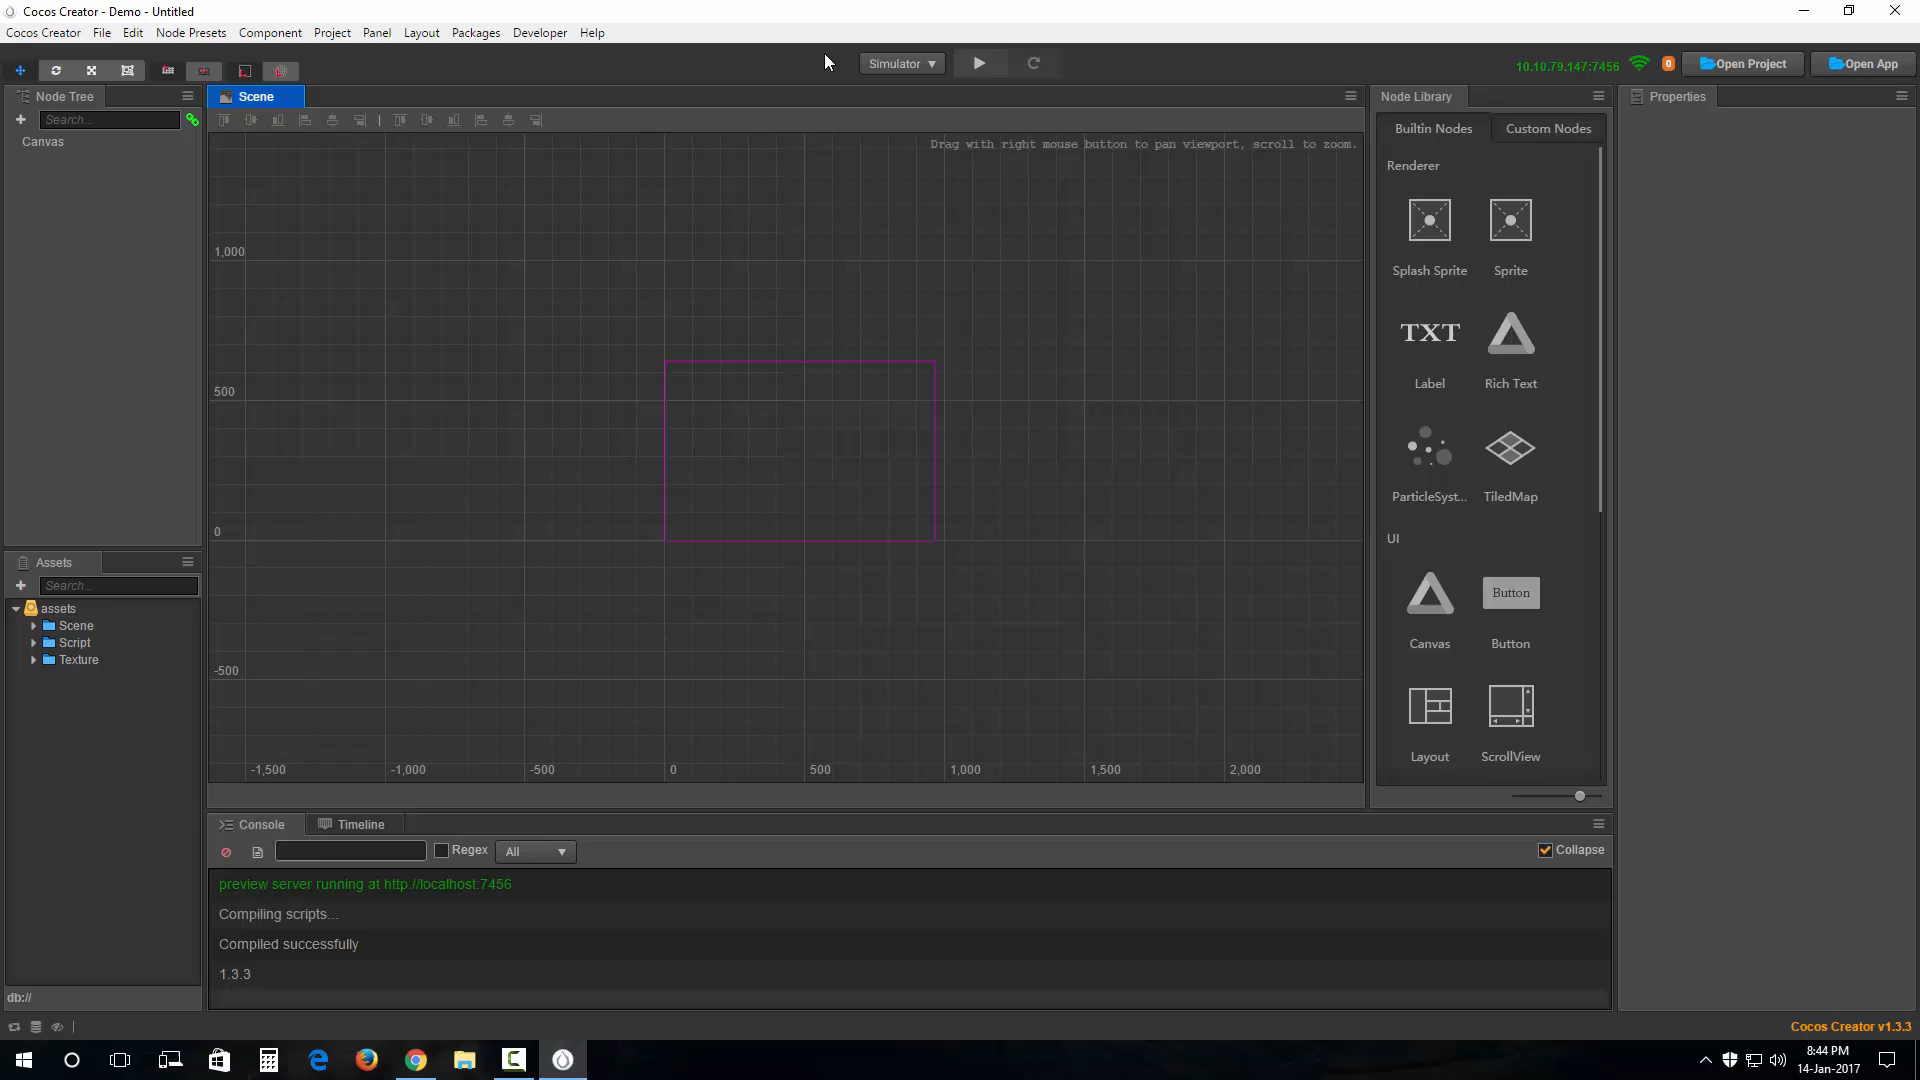 Cocos Creator - Demo - Untitled
Cocos Creator File Edit Node Presets Component Project Panel Layout Packages Developer Help
Simulator
10.10.79.147:7456
0
Open Project
Open App
Node Tree
Search...
Canvas
Scene
Drag with right mouse button to pan viewport, scroll to zoom.
1,000
500
0
-500
-1,500 -1,000 -500 0 500 1,000 1,500 2,000
Node Library
Builtin Nodes Custom Nodes
Renderer
Splash Sprite Sprite
TXT
Label Rich Text
ParticleSyst... TiledMap
UI
Button
Canvas Button
Layout ScrollView
Properties
Assets
Search...
assets
Scene
Script
Texture
db://
Console Timeline
Regex All Collapse
preview server running at http://localhost:7456
Compiling scripts...
Compiled successfully
1.3.3
Cocos Creator v1.3.3
8:44 PM
14-Jan-2017